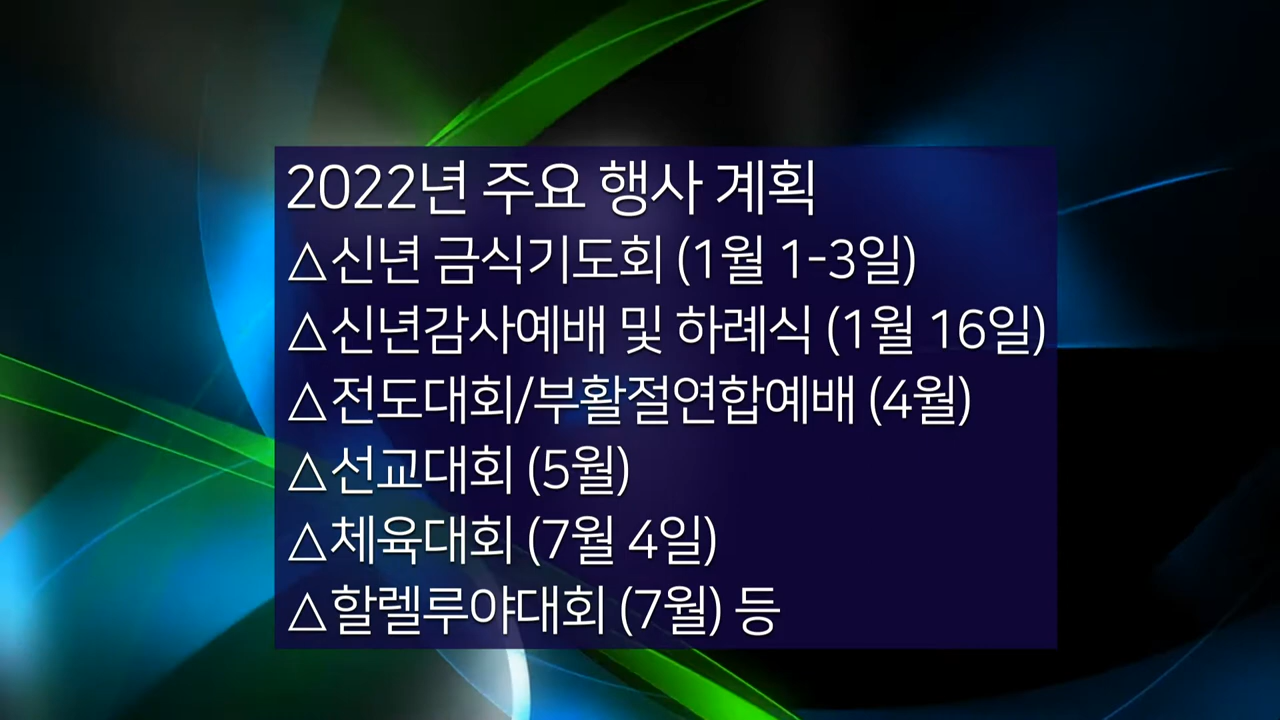 2022년 주요 행사 계획
△신년 금식기도회 (1월 1-3일)
△신년감사예배 및 하례식 (1월 16일)
△전도대회/부활절연합예배 (4월)
△선교대회 (5월)
△체육대회 (7월 4일)
△할렐루야대회 (7월) 등